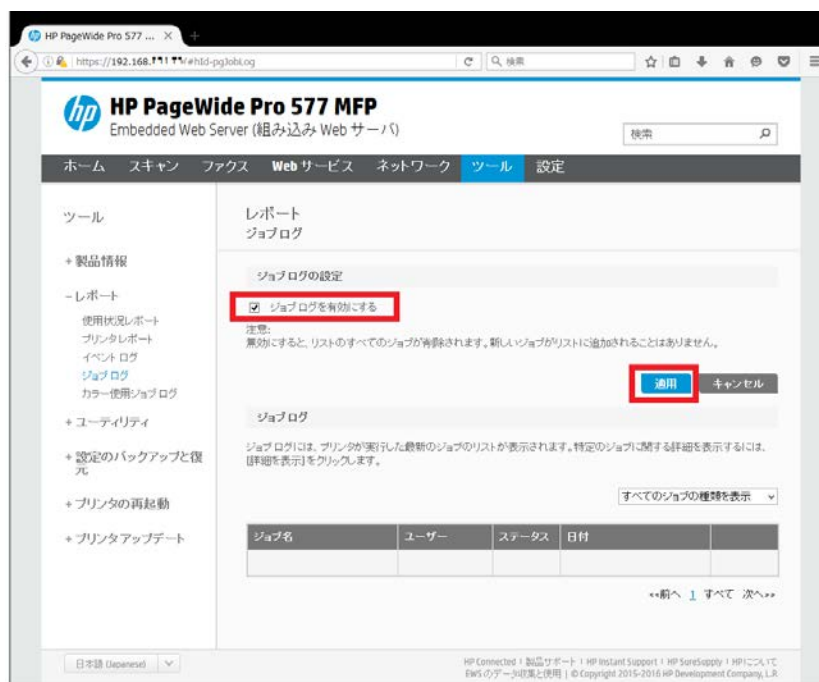 HP PageWide Pro 577 ...
https://192.168.
/#hId-pgJobLog
検索
hp
HP PageWide Pro 577 MFP
Embedded Web Server (組み込み Web サーバ)
検索
ホーム スキャン ファクス Webサービス ネットワーク ツール 設定
ツール
+ 製品情報
- レポート
使用状況レポート
プリンタレポート
イベント ログ
ジョブ ログ
カラー使用ジョブ ログ
+ ユーティリティ
+ 設定のバックアップと復
元
+ プリンタの再起動
+ プリンタ アップデート
レポート
ジョブ ログ
ジョブ ログの設定
ジョブ ログを有効にする
注意:
無効にすると、リストのすべてのジョブが削除されます。新しいジョブがリストに追加されることはありません。
適用 キャンセル
ジョブ ログ
ジョブ ログには、プリンタが実行した最新のジョブのリストが表示されます。特定のジョブに関する詳細を表示するには、
[詳細を表示] をクリックします。
すべてのジョブの種類を表示
ジョブ名 ユーザー ステータス 日付
««前へ 1 すべて 次へ»»
日本語 (Japanese)
HP Connected | 製品サポート | HP Instant Support | HP SureSupply | HPについて
EWS のデータ収集と使用 | © Copyright 2015-2016 HP Development Company, L.P.